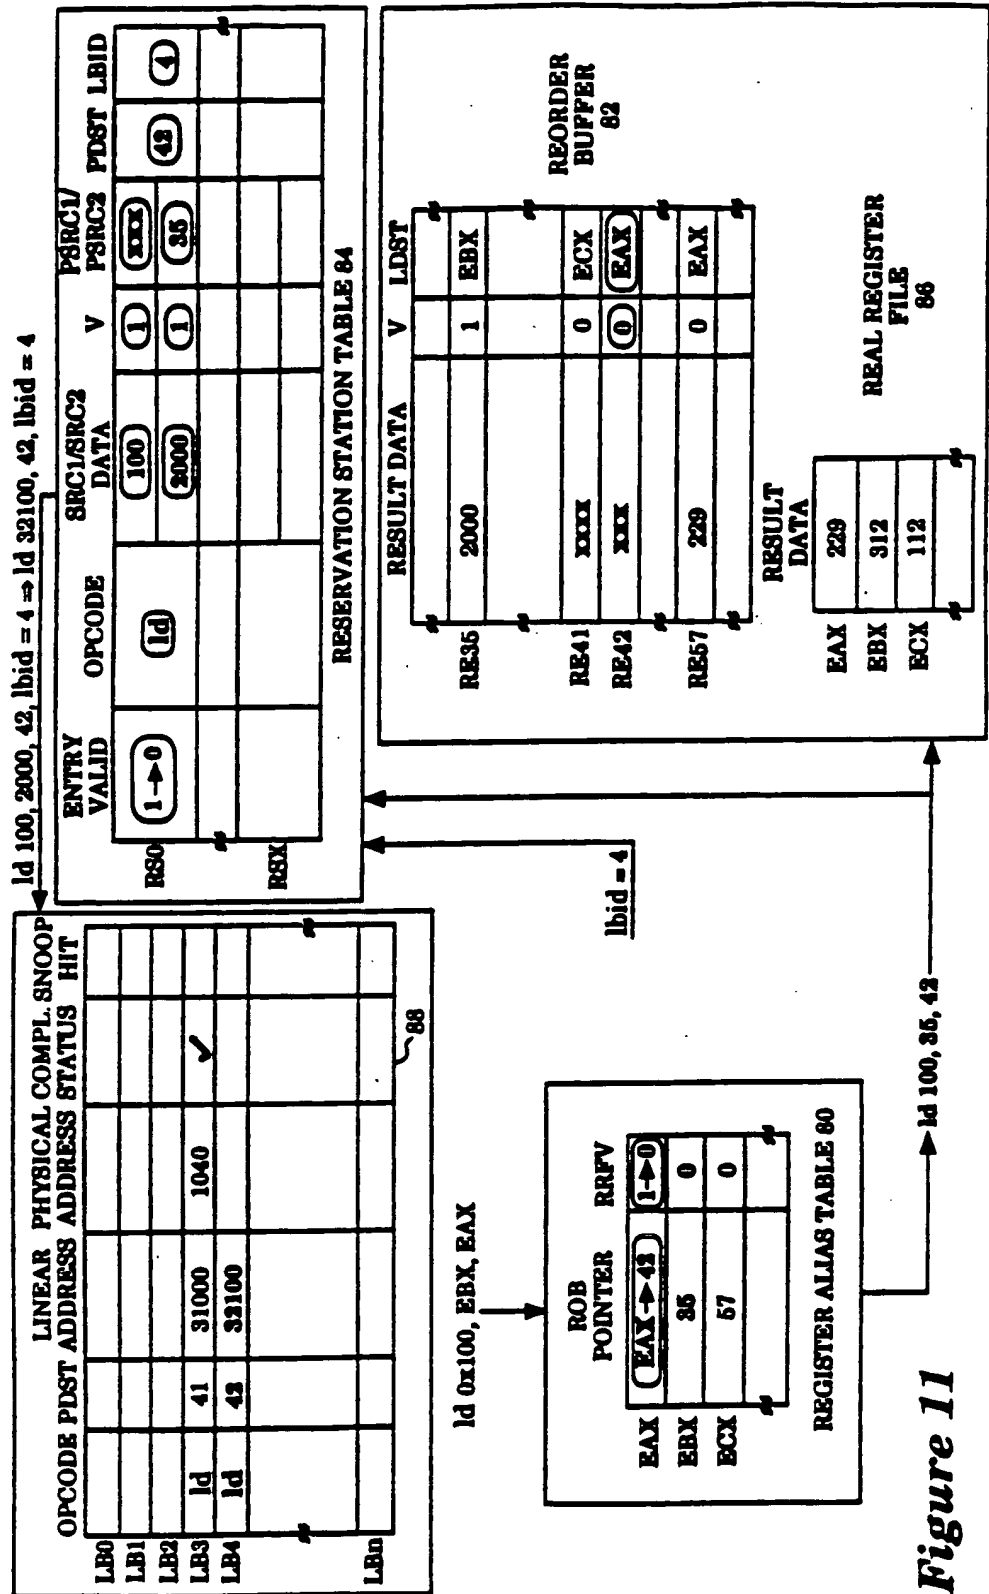 ld 100, 2000, 42, lbid = 4 ⇒ ld 32100, 42, lbid = 4
OPCODE PDST LINEAR ADDRESS PHYSICAL ADDRESS COMPL. STATUS SNOOP HIT
LB0
LB1
LB2
LB3 ld 41 31000 1040 ✓
LB4 ld 42 32100
LBn
88
ENTRY VALID OPCODE SRC1/SRC2 DATA V PSRC1/PSRC2 PDST LBID
RS0 1→0 ld 100 1 XXX 42 4
2000 1 35
RSX
RESERVATION STATION TABLE 84
lbid = 4
ld 0x100, EBX, EAX
ROB POINTER RRFV
EAX EAX→42 1→0
EBX 35 0
ECX 57 0
REGISTER ALIAS TABLE 80
ld 100, 35, 42
RESULT DATA V LDST
RE35 2000 1 EBX
RE41 XXXX 0 ECX
RE42 XXX 0 EAX
RE57 229 0 EAX
REORDER
BUFFER
82
RESULT
DATA
EAX 229
EBX 312
ECX 112
REAL REGISTER
FILE
86
Figure 11